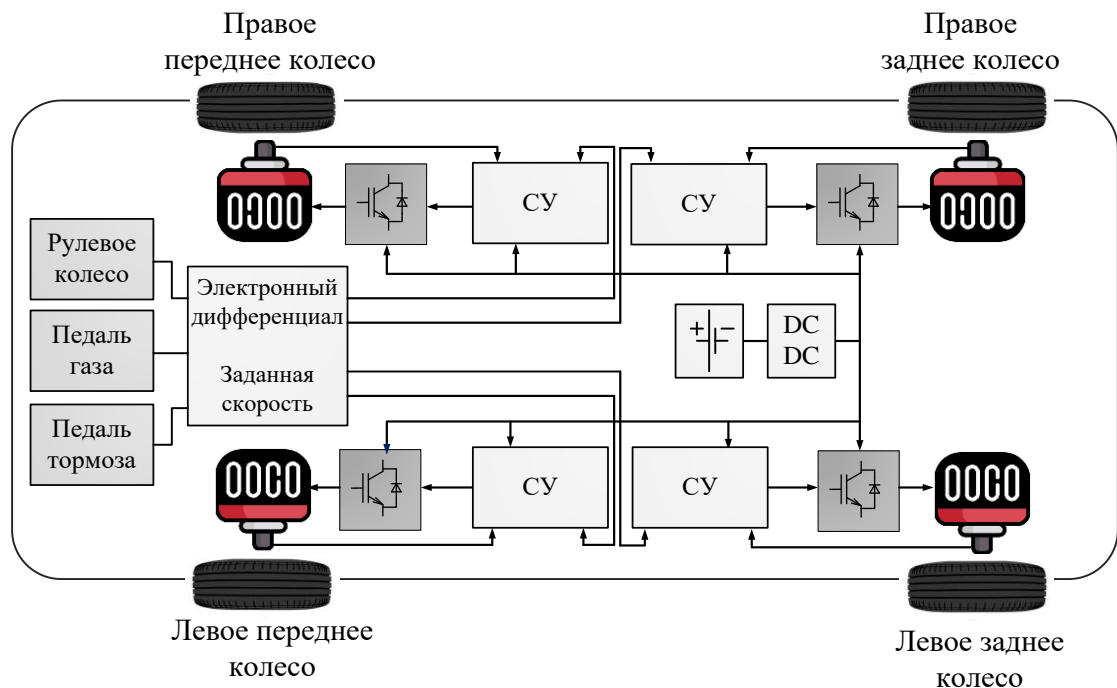 Правое
переднее колесо
Правое
заднее колесо
СУ
СУ
Рулевое
колесо
Электронный
дифференциал
Педаль
газа
+ −
DC
DC
Заданная
скорость
Педаль
тормоза
СУ
СУ
Левое переднее
колесо
Левое заднее
колесо